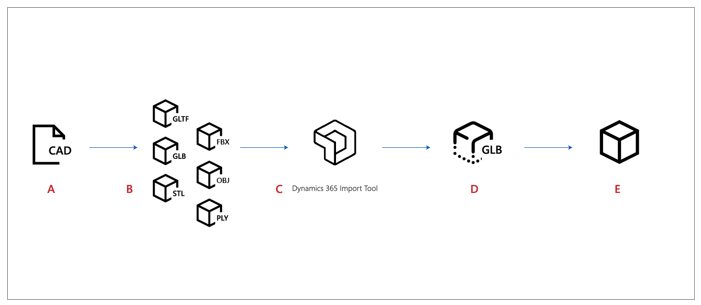 CAD
GLTF
FBX
GLB
OBJ
STL
PLY
GLB
A
B
C Dynamics 365 Import Tool
D
E